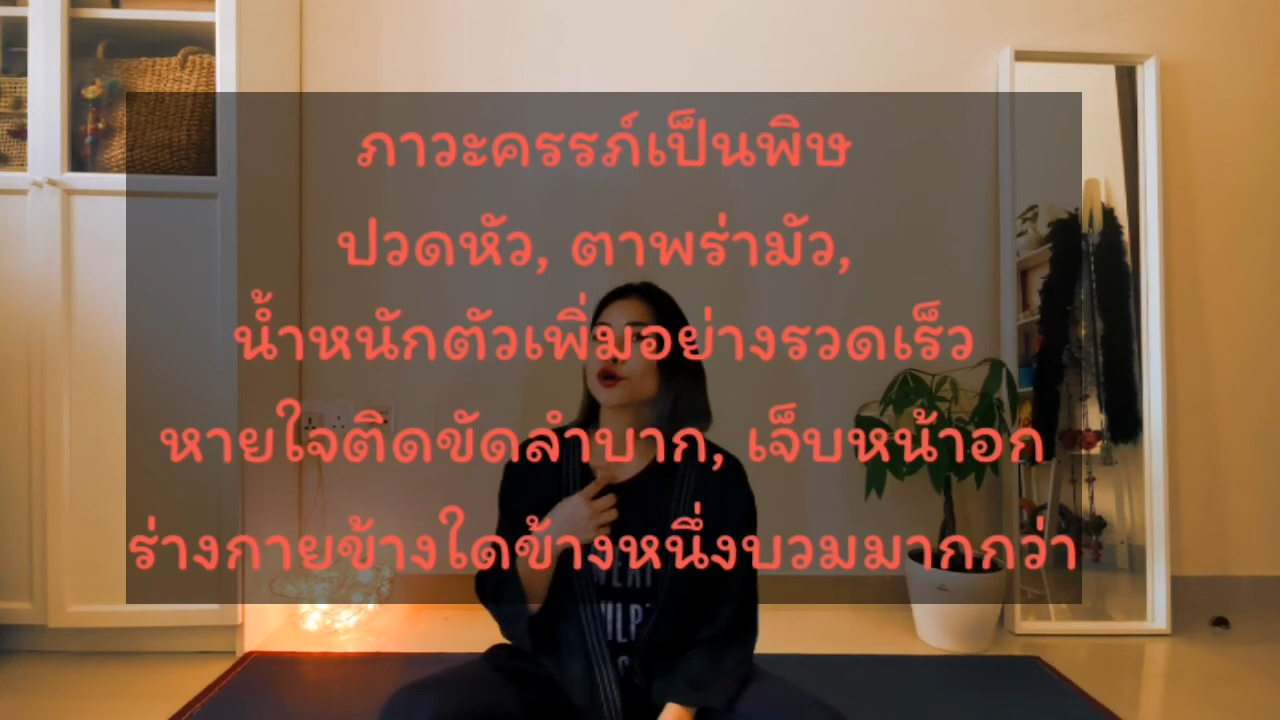 ภาวะครรภ์เป็นพิษ
ปวดหัว, ตาพร่ามัว,
น้ำหนักตัวเพิ่มอย่างรวดเร็ว
หายใจติดขัดลำบาก, เจ็บหน้าอก
ร่างกายข้างใดข้างหนึ่งบวมมากกว่า